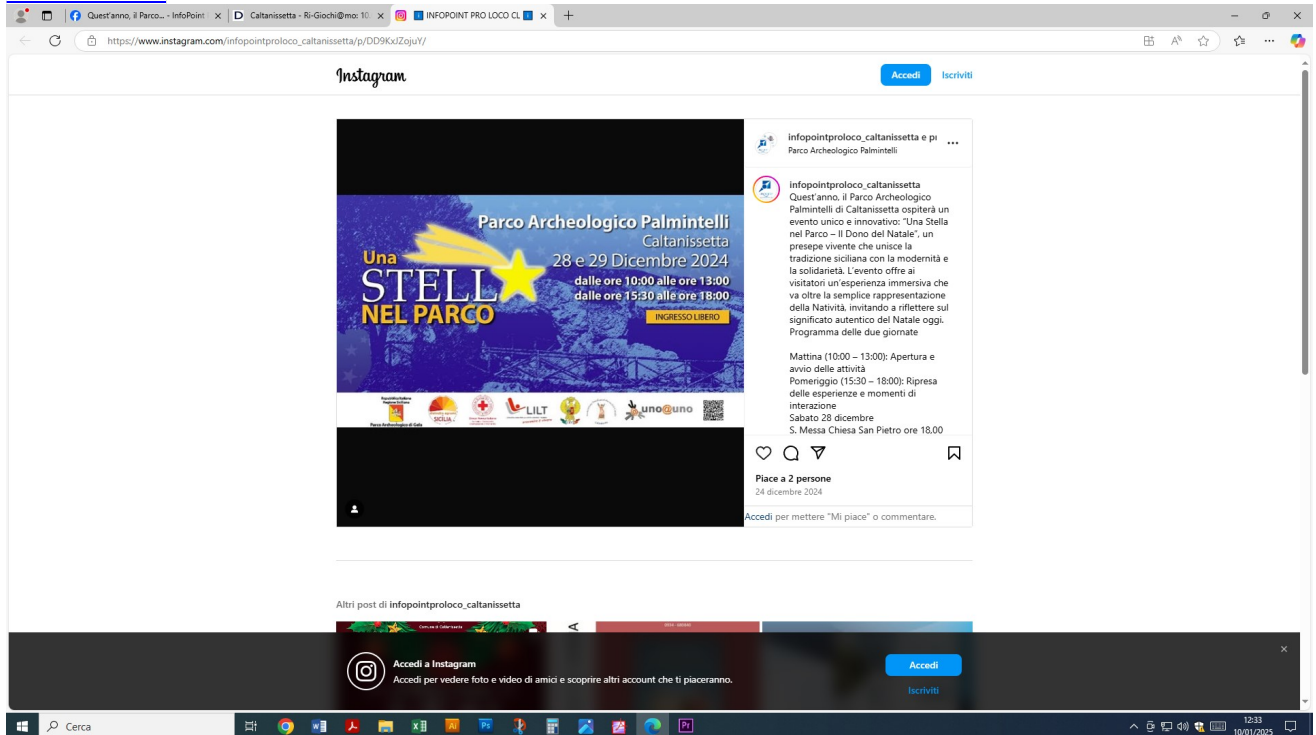 Quest'anno, il Parco... - InfoPoint
Caltanissetta - Ri-Giochi@mo: 10
INFOPOINT PRO LOCO CL
https://www.instagram.com/infopointproloco_caltanissetta/p/DD9KxJZojuY/
Instagram
Accedi
Iscriviti
Parco Archeologico Palmintelli
Caltanissetta
28 e 29 Dicembre 2024
dalle ore 10:00 alle ore 13:00
dalle ore 15:30 alle ore 18:00
INGRESSO LIBERO
Una
STELL
NEL PARCO
SICILIA
LILT
uno@uno
infopointproloco_caltanissetta e pr
Parco Archeologico Palmintelli
infopointproloco_caltanissetta
Quest'anno, il Parco Archeologico
Palmintelli di Caltanissetta ospiterà un
evento unico e innovativo: "Una Stella
nel Parco – Il Dono del Natale", un
presepe vivente che unisce la
tradizione siciliana con la modernità e
la solidarietà. L'evento offre ai
visitatori un'esperienza immersiva che
va oltre la semplice rappresentazione
della Natività, invitando a riflettere sul
significato autentico del Natale oggi.
Programma delle due giornate
Mattina (10:00 – 13:00): Apertura e
avvio delle attività
Pomeriggio (15:30 – 18:00): Ripresa
delle esperienze e momenti di
interazione
Sabato 28 dicembre
S. Messa Chiesa San Pietro ore 18,00
Piace a 2 persone
24 dicembre 2024
Accedi per mettere "Mi piace" o commentare.
Altri post di infopointproloco_caltanissetta
Comune di Caltanissetta
Accedi a Instagram
Accedi per vedere foto e video di amici e scoprire altri account che ti piaceranno.
Accedi
Iscriviti
Cerca
12:33
10/01/2025